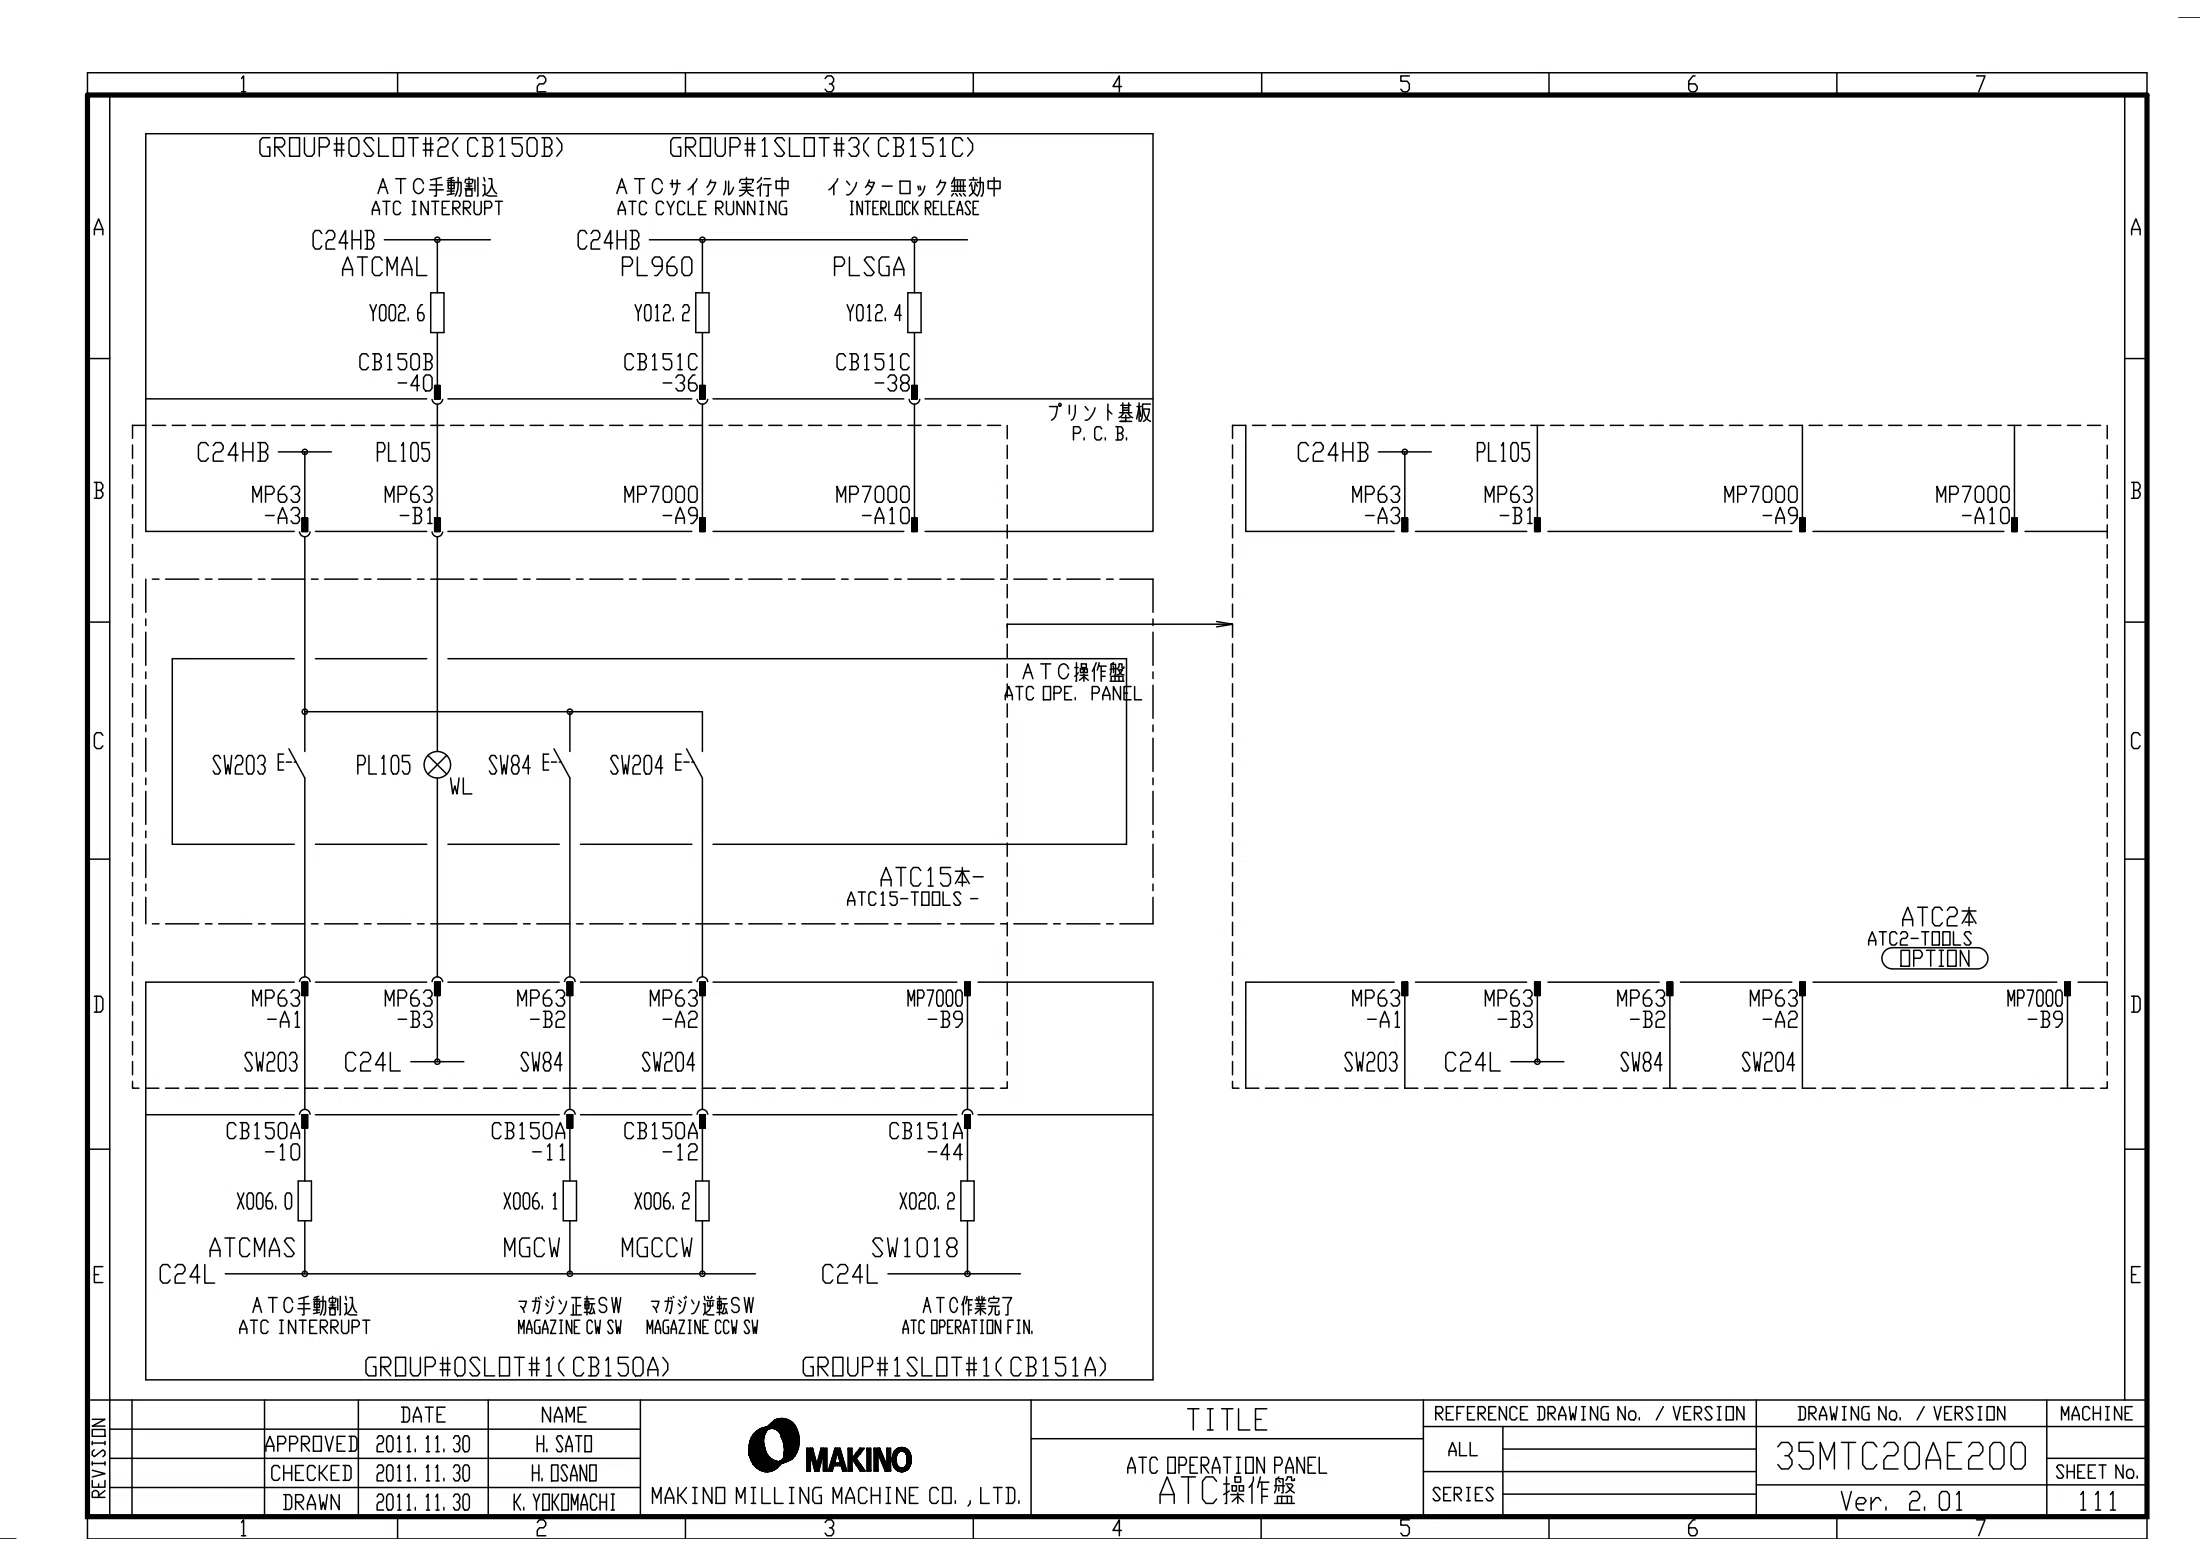 1 2 3 4 5 6 7
A A
B B
C C
D D
E E
GROUP#0SLOT#2(CB150B) GROUP#1SLOT#3(CB151C)
ATC手動割込 ATCサイクル実行中 インターロック無効中
ATC INTERRUPT ATC CYCLE RUNNING INTERLOCK RELEASE
C24HB C24HB
ATCMAL PL960 PLSGA
Y002.6 Y012.2 Y012.4
CB150B CB151C CB151C
-40 -36 -38
プリント基板
P.C.B.
C24HB PL105 C24HB PL105
MP63 MP63 MP7000 MP7000 MP63 MP63 MP7000 MP7000
-A3 -B1 -A9 -A10 -A3 -B1 -A9 -A10
ATC操作盤
ATC OPE. PANEL
SW203 PL105 SW84 SW204
WL
ATC15本-
ATC15-TOOLS -
ATC2本
ATC2-TOOLS
OPTION
MP63 MP63 MP63 MP63 MP7000 MP63 MP63 MP63 MP63 MP7000
-A1 -B3 -B2 -A2 -B9 -A1 -B3 -B2 -A2 -B9
SW203 C24L SW84 SW204 SW203 C24L SW84 SW204
CB150A CB150A CB150A CB151A
-10 -11 -12 -44
X006.0 X006.1 X006.2 X020.2
ATCMAS MGCW MGCCW SW1018
C24L C24L
ATC手動割込 マガジン正転SW マガジン逆転SW ATC作業完了
ATC INTERRUPT MAGAZINE CW SW MAGAZINE CCW SW ATC OPERATION FIN.
GROUP#0SLOT#1(CB150A) GROUP#1SLOT#1(CB151A)
REVISION
DATE NAME
APPROVED 2011.11.30 H.SATO
CHECKED 2011.11.30 H.OSANO
DRAWN 2011.11.30 K.YOKOMACHI
MAKINO
MAKINO MILLING MACHINE CO.,LTD.
TITLE
ATC OPERATION PANEL
ATC操作盤
REFERENCE DRAWING No. / VERSION
ALL
SERIES
DRAWING No. / VERSION
35MTC20AE200
Ver. 2.01
MACHINE
SHEET No.
111
1 2 3 4 5 6 7